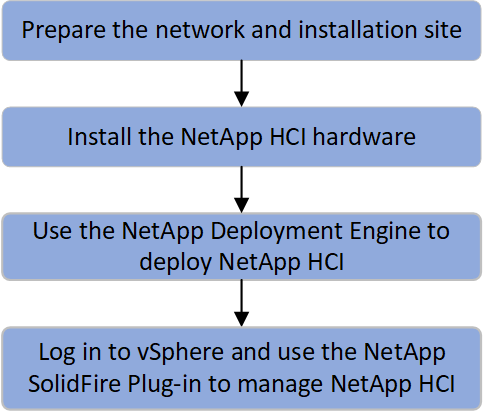 Prepare the network and installation site
Install the NetApp HCI hardware
Use the NetApp Deployment Engine to
deploy NetApp HCI
Log in to vSphere and use the NetApp
SolidFire Plug-in to manage NetApp HCI